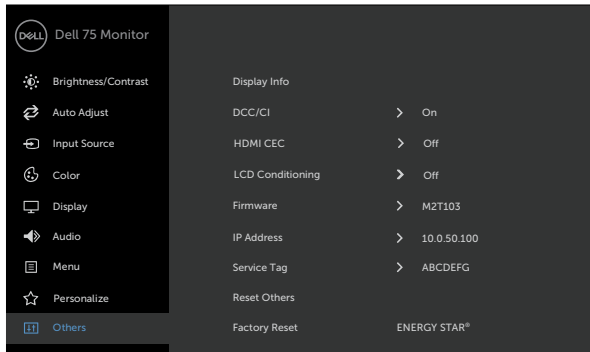 DELL Dell 75 Monitor
Brightness/Contrast Display Info
Auto Adjust DCC/CI > On
Input Source HDMI CEC > Off
Color LCD Conditioning > Off
Display Firmware > M2T103
Audio IP Address > 10.0.50.100
Menu Service Tag > ABCDEFG
Personalize Reset Others
Others Factory Reset ENERGY STAR®